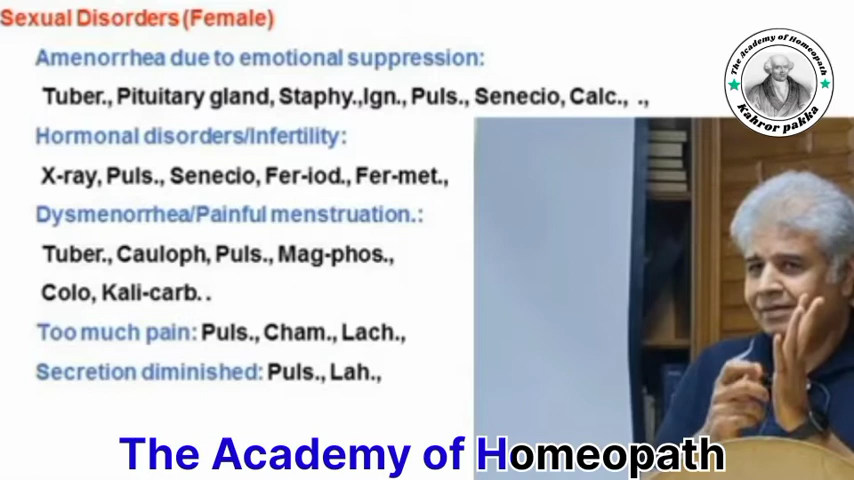 Sexual Disorders (Female)
Amenorrhea due to emotional suppression:
Tuber., Pituitary gland, Staphy.,Ign., Puls., Senecio, Calc., .,
Hormonal disorders/Infertility:
X-ray, Puls., Senecio, Fer-iod., Fer-met.,
Dysmenorrhea/Painful menstruation.:
Tuber., Cauloph, Puls., Mag-phos.,
Colo, Kali-carb. .
Too much pain: Puls., Cham., Lach.,
Secretion diminished: Puls., Lah.,
The Academy of Homeopath
Kahror pakka
The Academy of Homeopath